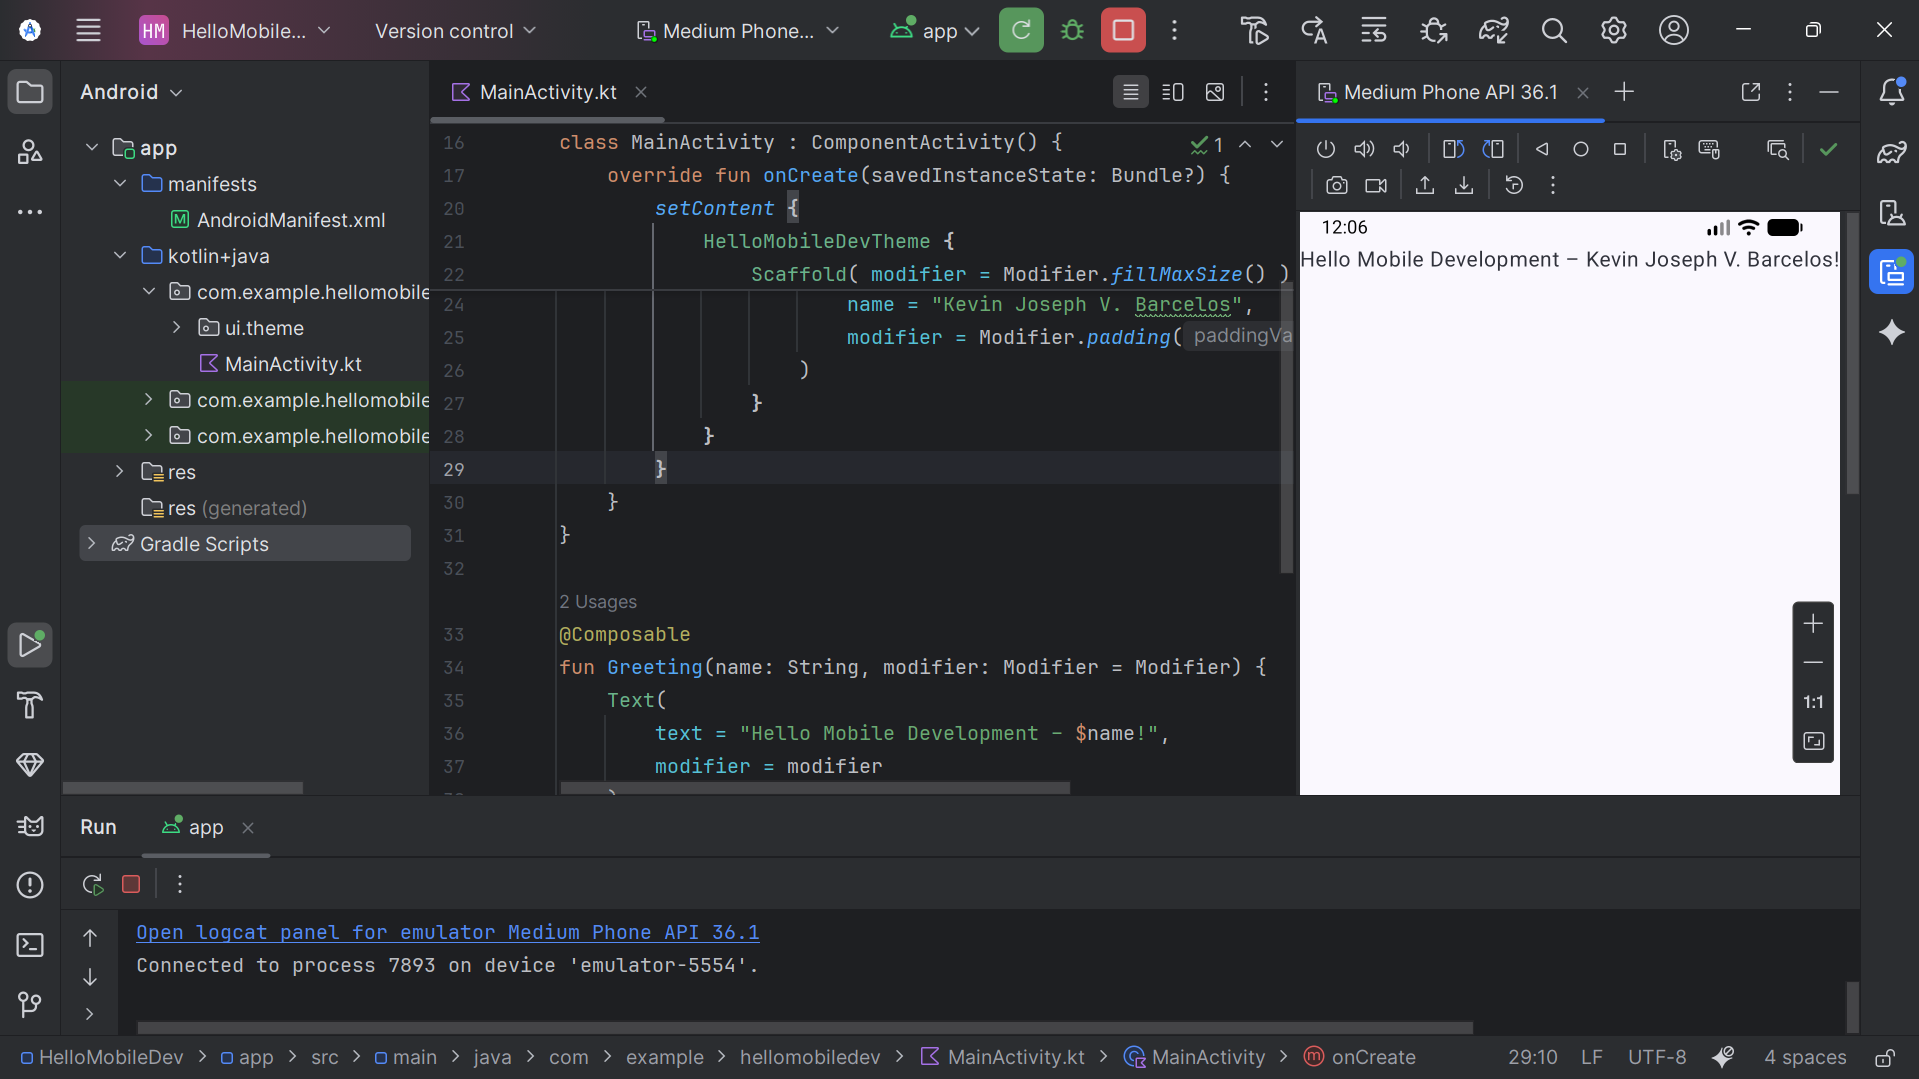 HM HelloMobile... Version control Medium Phone... app
Android
app
manifests
AndroidManifest.xml
kotlin+java
com.example.hellomobile
ui.theme
MainActivity.kt
com.example.hellomobile
com.example.hellomobile
res
res (generated)
Gradle Scripts
MainActivity.kt
1
16 class MainActivity : ComponentActivity() {
17 override fun onCreate(savedInstanceState: Bundle?) {
20 setContent {
21 HelloMobileDevTheme {
22 Scaffold( modifier = Modifier.fillMaxSize() )
24 name = "Kevin Joseph V. Barcelos",
25 modifier = Modifier.padding( paddingVa
26 )
27 }
28 }
29 }
30 }
31 }
32
2 Usages
33 @Composable
34 fun Greeting(name: String, modifier: Modifier = Modifier) {
35 Text(
36 text = "Hello Mobile Development – $name!",
37 modifier = modifier
Medium Phone API 36.1
12:06
Hello Mobile Development – Kevin Joseph V. Barcelos!
1:1
Run app
Open logcat panel for emulator Medium Phone API 36.1
Connected to process 7893 on device 'emulator-5554'.
HelloMobileDev > app > src > main > java > com > example > hellomobiledev > MainActivity.kt > MainActivity > onCreate 29:10 LF UTF-8 4 spaces